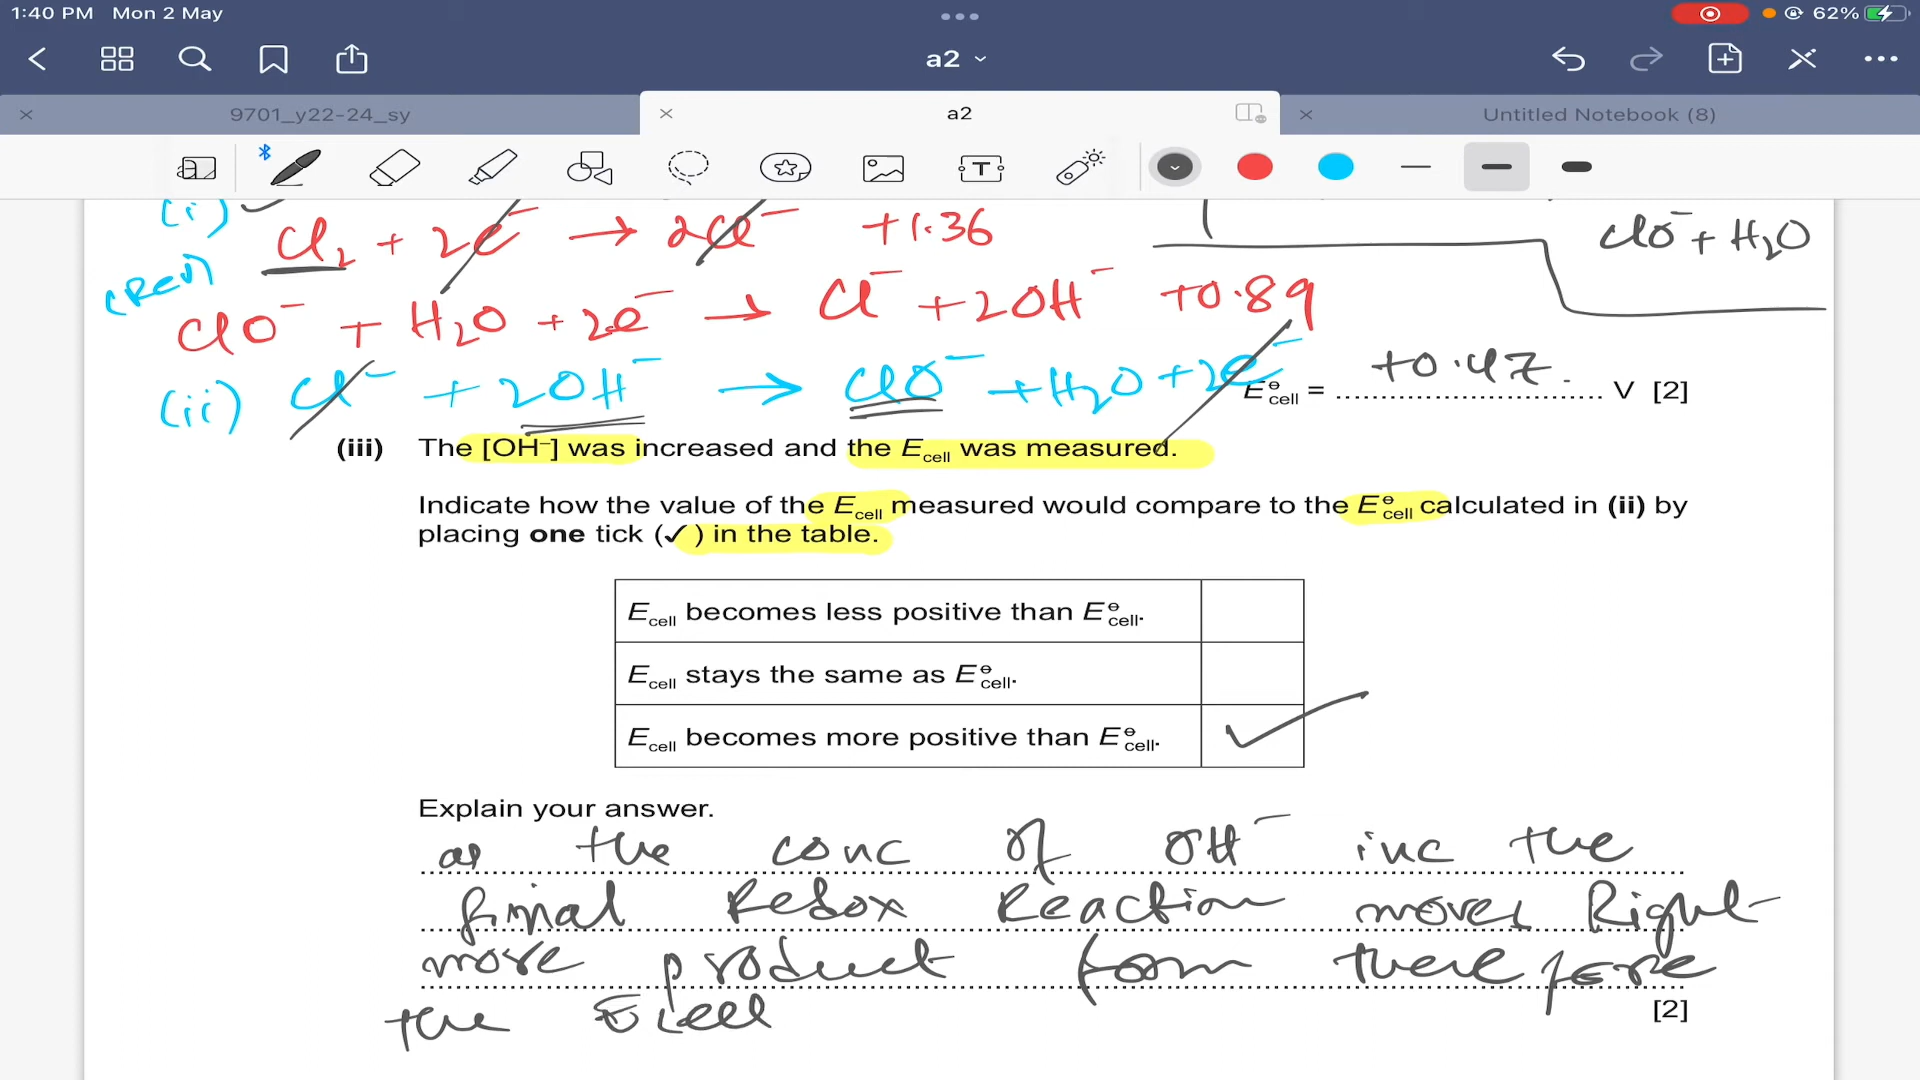 1:40 PM Mon 2 May
62%
a2
9701_y22-24_sy
a2
Untitled Notebook (8)
(i)
Cl₂ + 2e⁻ → 2Cl⁻ +1.36
ClO⁻ + H₂O
(Rev)
ClO⁻ + H₂O + 2e⁻ → Cl⁻ + 2OH⁻ +0.89
(ii) Cl⁻ + 2OH⁻ → ClO⁻ + H₂O + 2e⁻
E⦵cell = +0.47 V [2]
(iii) The [OH⁻] was increased and the Ecell was measured.
Indicate how the value of the Ecell measured would compare to the E⦵cell calculated in (ii) by
placing one tick (✓) in the table.
Ecell becomes less positive than E⦵cell.
Ecell stays the same as E⦵cell.
Ecell becomes more positive than E⦵cell. ✓
Explain your answer.
as the conc of OH⁻ inc the
final Redox Reaction moves Right
more product form therefore
the Ecell
[2]